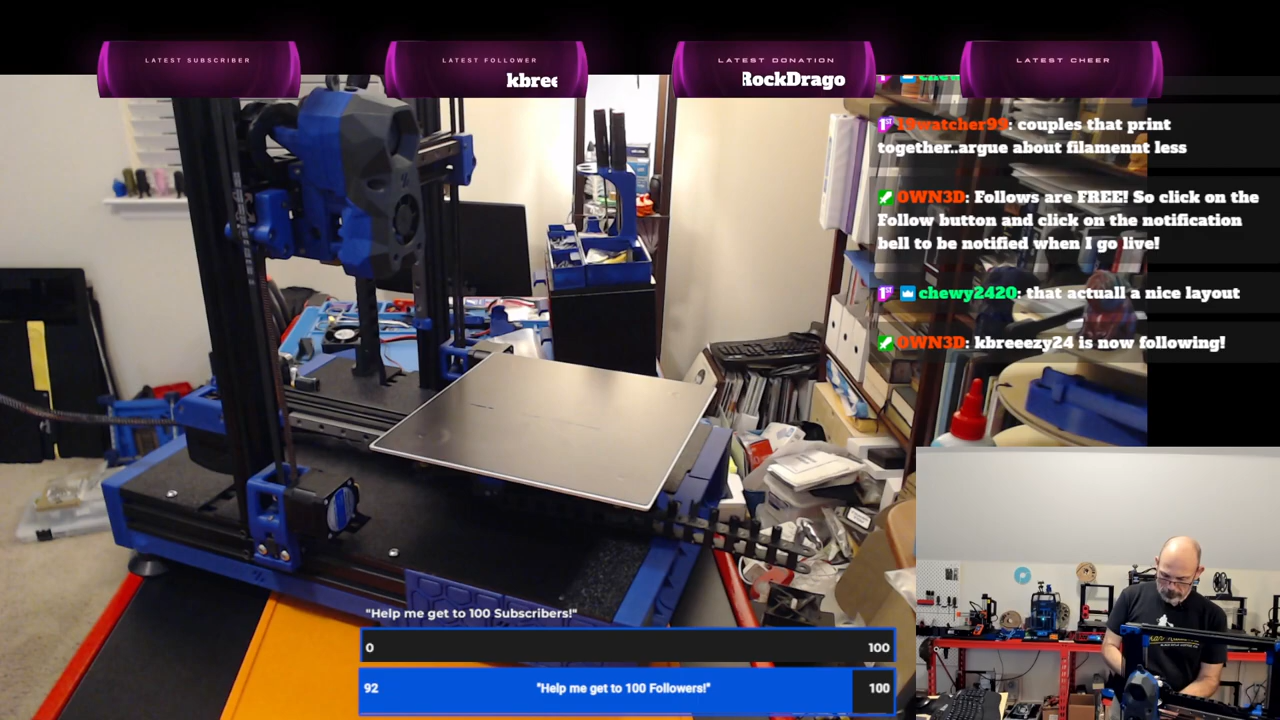 LATEST SUBSCRIBER
LATEST FOLLOWER
LATEST DONATION
LATEST CHEER
kbree
RockDrago
19watcher99: couples that print
together..argue about filamennt less
OWN3D: Follows are FREE! So click on the
Follow button and click on the notification
bell to be notified when I go live!
chewy2420: that actuall a nice layout
OWN3D: kbreeezy24 is now following!
"Help me get to 100 Subscribers!"
0 100
92 "Help me get to 100 Followers!" 100